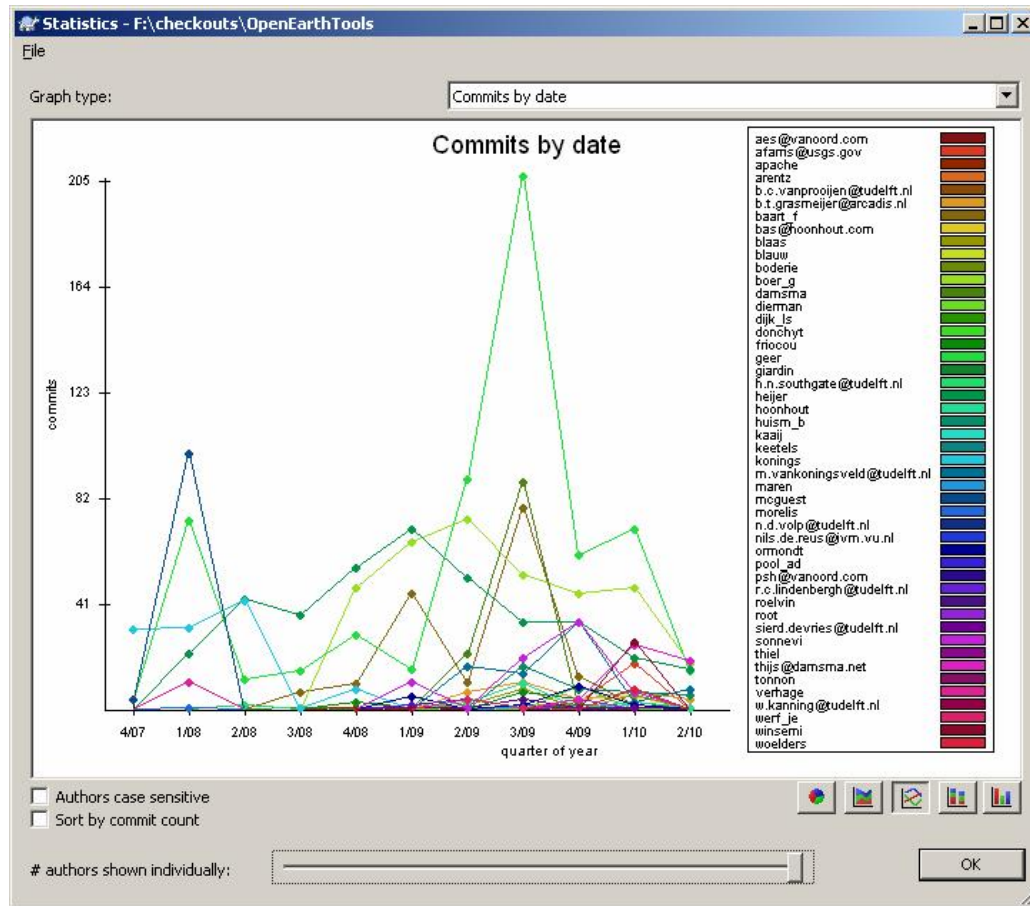 Statistics - F:\checkouts\OpenEarthTools
File
Graph type:
Commits by date
Commits by date
commits
205
164
123
82
41
4/07 1/08 2/08 3/08 4/08 1/09 2/09 3/09 4/09 1/10 2/10
quarter of year
aes@vanoord.com
afarris@usgs.gov
apache
arentz
b.c.vanprooijen@tudelft.nl
b.t.grasmeijer@arcadis.nl
baart_f
bas@hoonhout.com
blaas
blauw
boderie
boer_g
damsma
dierman
dijk_ls
donchyt
friocou
geer
giardin
h.n.southgate@tudelft.nl
heijer
hoonhout
huism_b
kaaij
keetels
konings
m.vankoningsveld@tudelft.nl
maren
mcguest
morelis
n.d.volp@tudelft.nl
nils.de.reus@ivm.vu.nl
ormondt
pool_ad
psh@vanoord.com
r.c.lindenbergh@tudelft.nl
roelvin
root
sierd.devries@tudelft.nl
sonnevi
thiel
thijs@damsma.net
tonnon
verhage
w.kanning@tudelft.nl
werf_je
winsemi
woelders
Authors case sensitive
Sort by commit count
# authors shown individually:
OK